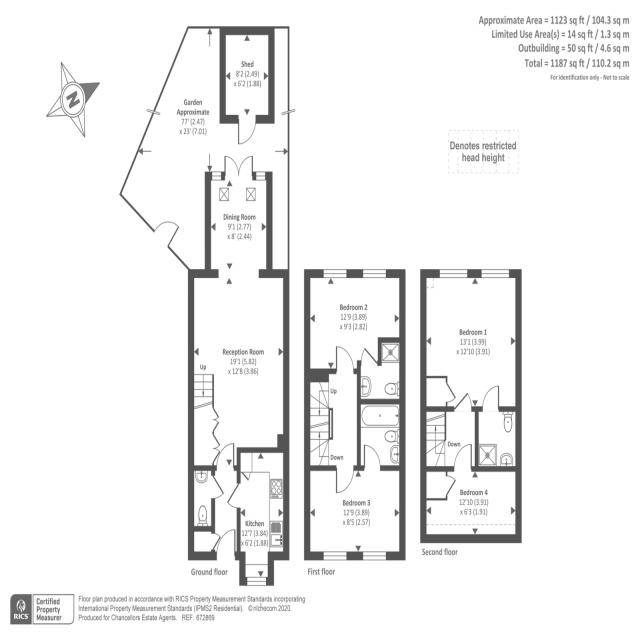 Approximate Area = 1123 sq ft / 104.3 sq m
Limited Use Area(s) = 14 sq ft / 1.3 sq m
Outbuilding = 50 sq ft / 4.6 sq m
Total = 1187 sq ft / 110.2 sq m
For identification only - Not to scale
N
Shed
8'2 (2.49)
x 6'2 (1.88)
Garden
Approximate
77' (2.47)
x 23' (7.01)
Denotes restricted
head height
Dining Room
9'1 (2.77)
x 8' (2.44)
Reception Room
19'1 (5.82)
x 12'8 (3.86)
Up
Kitchen
12'7 (3.84)
x 6'2 (1.88)
Ground floor
Bedroom 2
12'9 (3.89)
x 9'3 (2.82)
Up
Down
Bedroom 3
12'9 (3.89)
x 8'5 (2.57)
First floor
Bedroom 1
13'1 (3.99)
x 12'10 (3.91)
Down
Bedroom 4
12'10 (3.91)
x 6'3 (1.91)
Second floor
RICS
Certified
Property
Measurer
Floor plan produced in accordance with RICS Property Measurement Standards incorporating
International Property Measurement Standards (IPMS2 Residential). © nichecom 2020.
Produced for Chancellors Estate Agents. REF: 672869